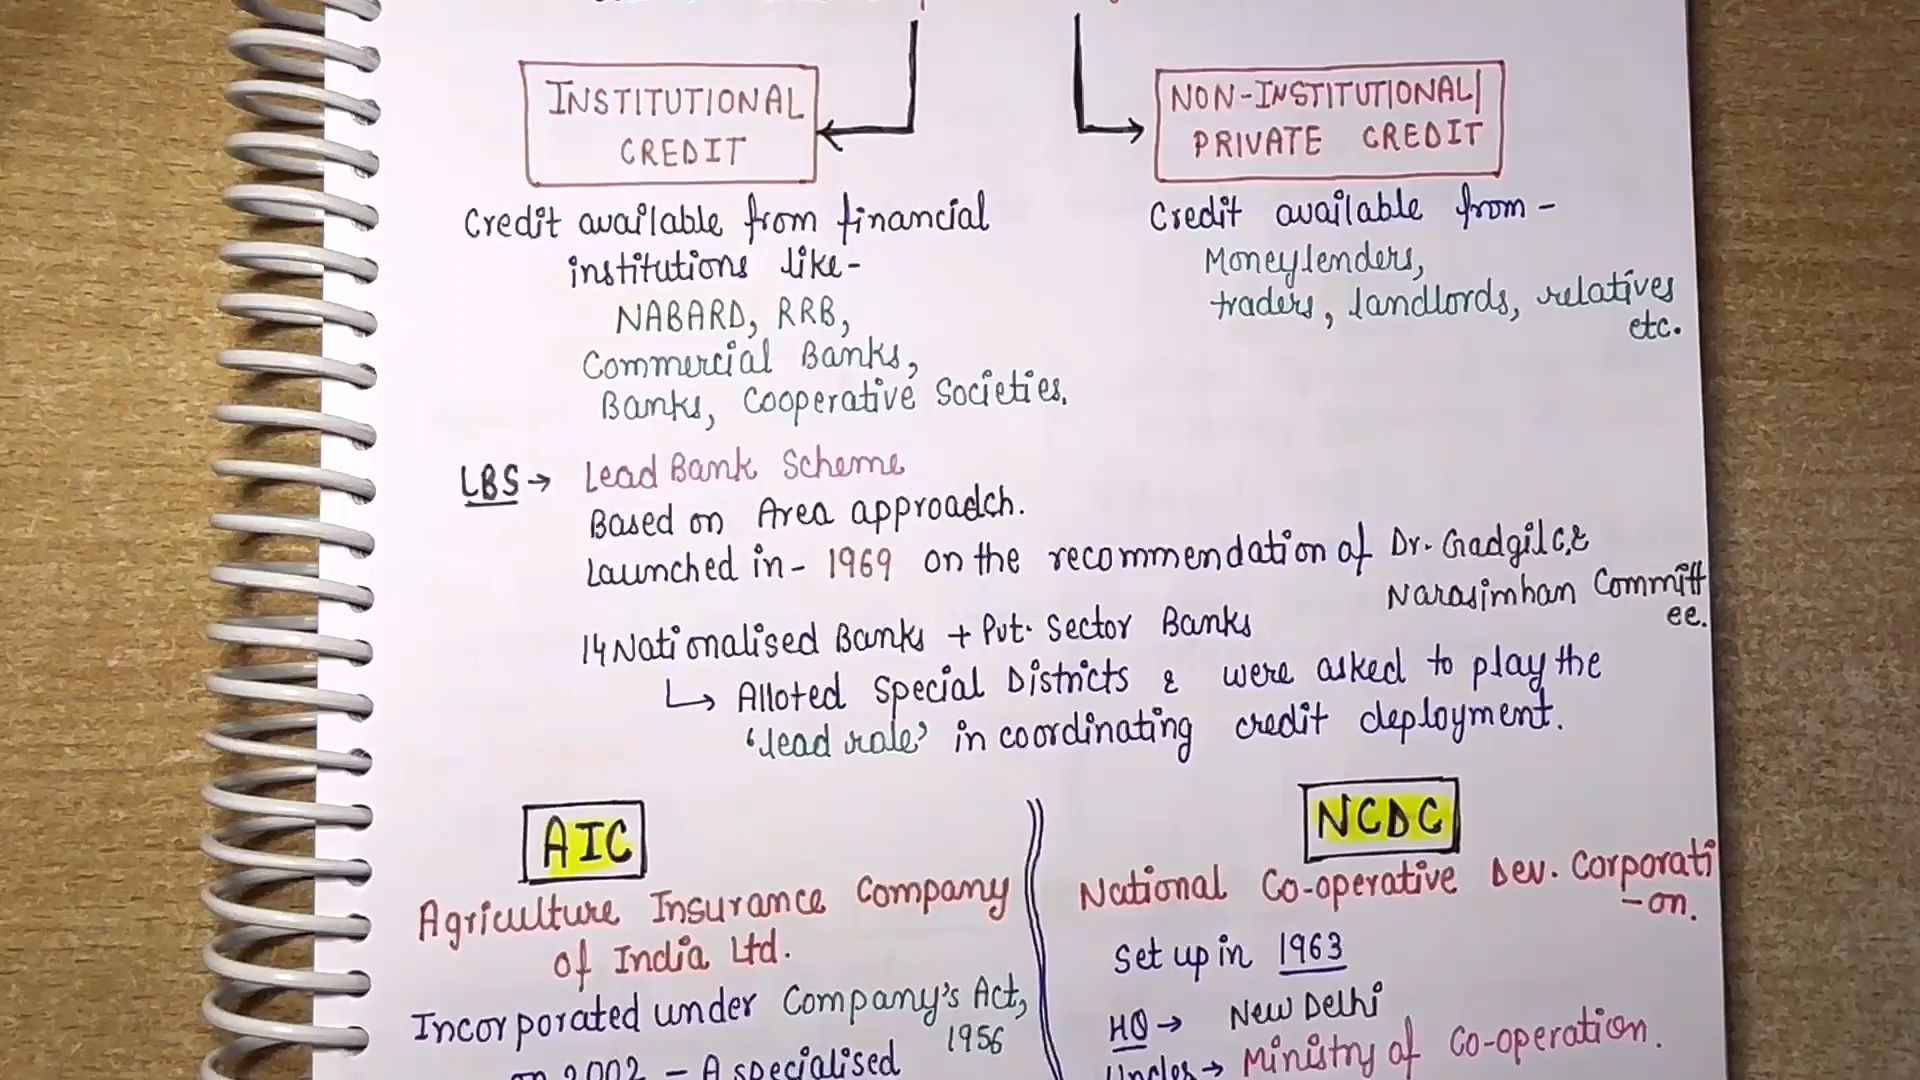 INSTITUTIONAL
CREDIT
Credit available from financial
institutions like-
NABARD, RRB,
Commercial Banks,
Banks, Cooperative Societies.
NON-INSTITUTIONAL/
PRIVATE CREDIT
Credit available from -
Moneylenders,
traders, landlords, relatives
etc.
LBS → Lead Bank Scheme
Based on Area approadch.
Launched in - 1969 on the recommendation of Dr. Gadgil C. &
Narasimhan Committ
ee.
14 Nationalised Banks + Pvt. Sector Banks
↳ Alloted Special Districts & were asked to play the
'lead role' in coordinating credit deployment.
AIC
Agriculture Insurance Company
of India Ltd.
Incorporated under Company's Act,
1956
on 2002 - A specialised
NCDC
National Co-operative Dev. Corporati
-on.
Set up in 1963
HQ → New Delhi
Under → Ministry of Co-operation.